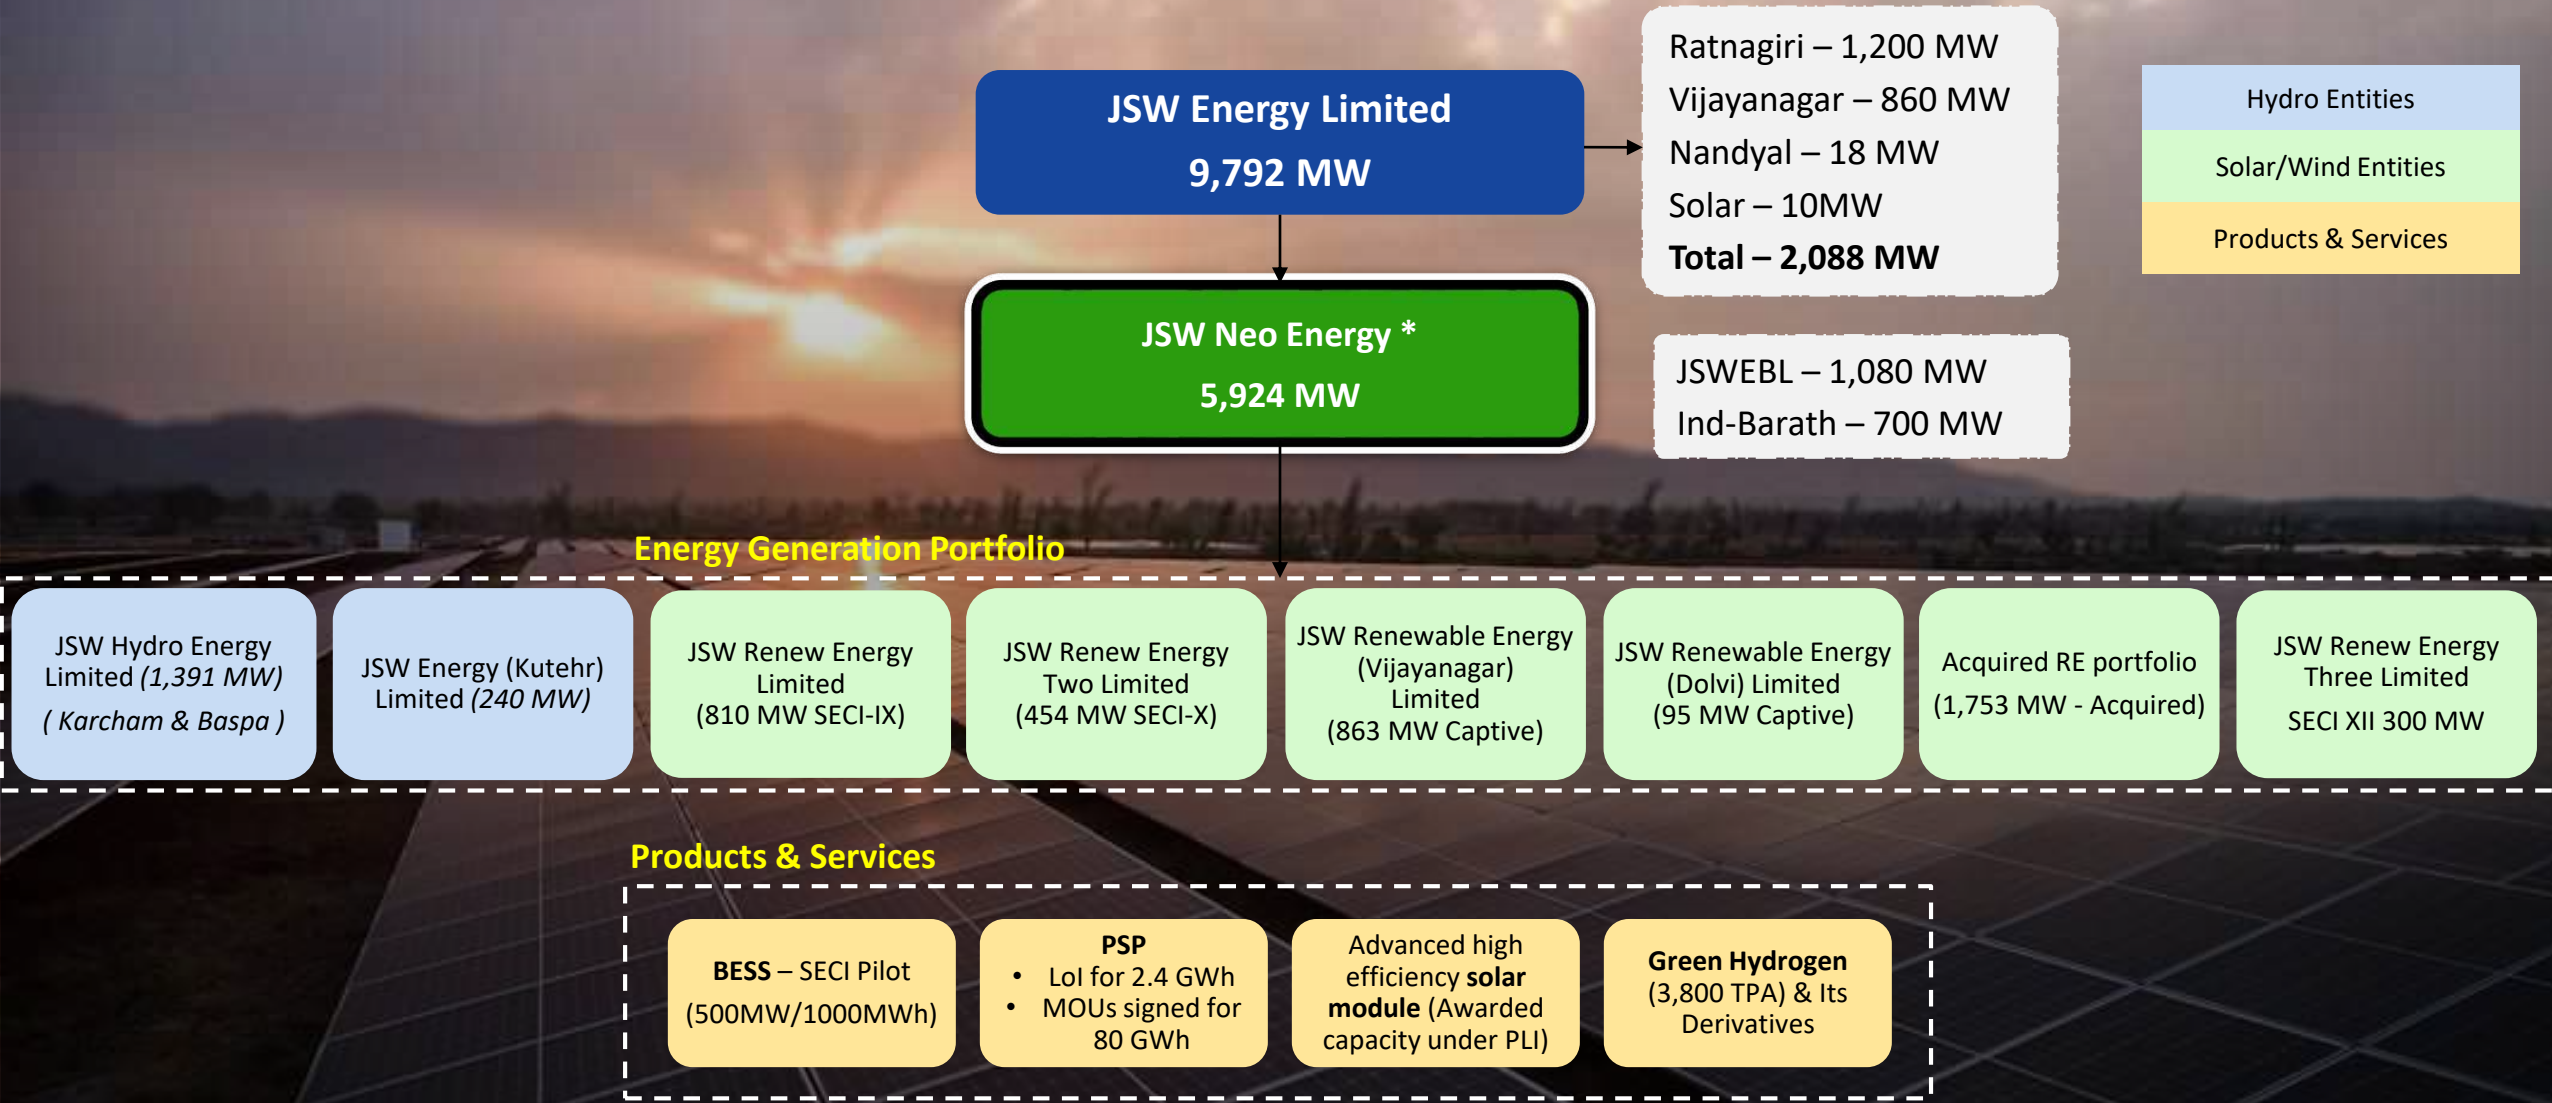 JSW Energy Limited
9,792 MW
Ratnagiri – 1,200 MW
Vijayanagar – 860 MW
Nandyal – 18 MW
Solar – 10MW
Total – 2,088 MW
Hydro Entities
Solar/Wind Entities
Products & Services
JSW Neo Energy *
5,924 MW
JSWEBL – 1,080 MW
Ind-Barath – 700 MW
Energy Generation Portfolio
JSW Hydro Energy
Limited (1,391 MW)
( Karcham & Baspa )
JSW Energy (Kutehr)
Limited (240 MW)
JSW Renew Energy
Limited
(810 MW SECI-IX)
JSW Renew Energy
Two Limited
(454 MW SECI-X)
JSW Renewable Energy
(Vijayanagar)
Limited
(863 MW Captive)
JSW Renewable Energy
(Dolvi) Limited
(95 MW Captive)
Acquired RE portfolio
(1,753 MW - Acquired)
JSW Renew Energy
Three Limited
SECI XII 300 MW
Products & Services
BESS – SECI Pilot
(500MW/1000MWh)
PSP
• LoI for 2.4 GWh
• MOUs signed for
80 GWh
Advanced high
efficiency solar
module (Awarded
capacity under PLI)
Green Hydrogen
(3,800 TPA) & Its
Derivatives